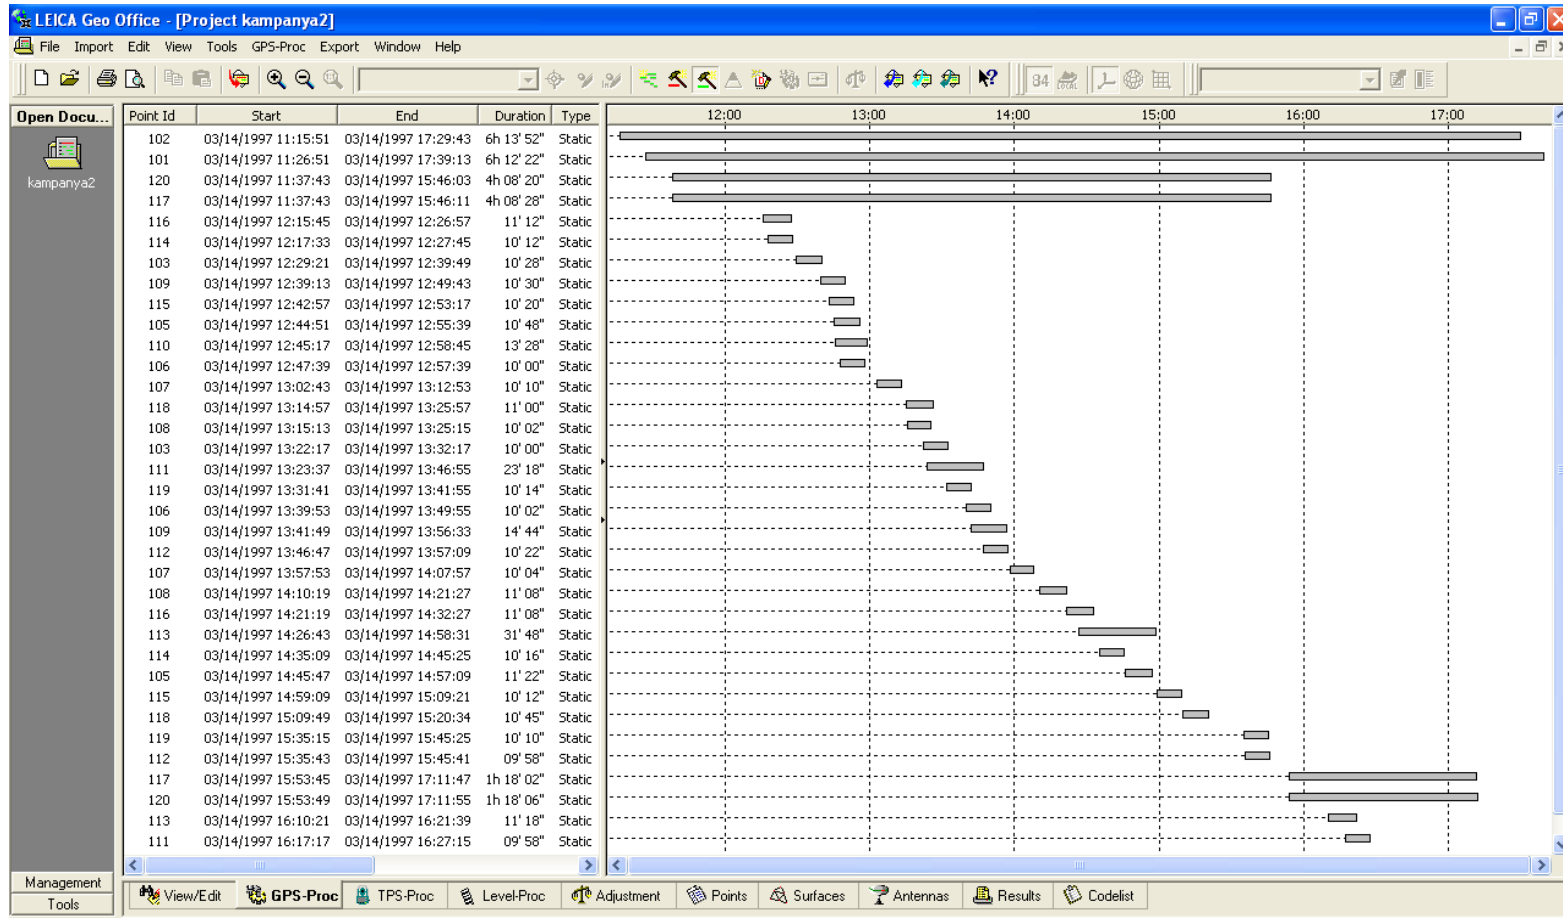 LEICA Geo Office - [Project kampanya2]
File Import Edit View Tools GPS-Proc Export Window Help
84 LOCAL
Open Docu...
kampanya2
Management
Tools
Point Id Start End Duration Type 12:00 13:00 14:00 15:00 16:00 17:00
102 03/14/1997 11:15:51 03/14/1997 17:29:43 6h 13' 52" Static
101 03/14/1997 11:26:51 03/14/1997 17:39:13 6h 12' 22" Static
120 03/14/1997 11:37:43 03/14/1997 15:46:03 4h 08' 20" Static
117 03/14/1997 11:37:43 03/14/1997 15:46:11 4h 08' 28" Static
116 03/14/1997 12:15:45 03/14/1997 12:26:57 11' 12" Static
114 03/14/1997 12:17:33 03/14/1997 12:27:45 10' 12" Static
103 03/14/1997 12:29:21 03/14/1997 12:39:49 10' 28" Static
109 03/14/1997 12:39:13 03/14/1997 12:49:43 10' 30" Static
115 03/14/1997 12:42:57 03/14/1997 12:53:17 10' 20" Static
105 03/14/1997 12:44:51 03/14/1997 12:55:39 10' 48" Static
110 03/14/1997 12:45:17 03/14/1997 12:58:45 13' 28" Static
106 03/14/1997 12:47:39 03/14/1997 12:57:39 10' 00" Static
107 03/14/1997 13:02:43 03/14/1997 13:12:53 10' 10" Static
118 03/14/1997 13:14:57 03/14/1997 13:25:57 11' 00" Static
108 03/14/1997 13:15:13 03/14/1997 13:25:15 10' 02" Static
103 03/14/1997 13:22:17 03/14/1997 13:32:17 10' 00" Static
111 03/14/1997 13:23:37 03/14/1997 13:46:55 23' 18" Static
119 03/14/1997 13:31:41 03/14/1997 13:41:55 10' 14" Static
106 03/14/1997 13:39:53 03/14/1997 13:49:55 10' 02" Static
109 03/14/1997 13:41:49 03/14/1997 13:56:33 14' 44" Static
112 03/14/1997 13:46:47 03/14/1997 13:57:09 10' 22" Static
107 03/14/1997 13:57:53 03/14/1997 14:07:57 10' 04" Static
108 03/14/1997 14:10:19 03/14/1997 14:21:27 11' 08" Static
116 03/14/1997 14:21:19 03/14/1997 14:32:27 11' 08" Static
113 03/14/1997 14:26:43 03/14/1997 14:58:31 31' 48" Static
114 03/14/1997 14:35:09 03/14/1997 14:45:25 10' 16" Static
105 03/14/1997 14:45:47 03/14/1997 14:57:09 11' 22" Static
115 03/14/1997 14:59:09 03/14/1997 15:09:21 10' 12" Static
118 03/14/1997 15:09:49 03/14/1997 15:20:34 10' 45" Static
119 03/14/1997 15:35:15 03/14/1997 15:45:25 10' 10" Static
112 03/14/1997 15:35:43 03/14/1997 15:45:41 09' 58" Static
117 03/14/1997 15:53:45 03/14/1997 17:11:47 1h 18' 02" Static
120 03/14/1997 15:53:49 03/14/1997 17:11:55 1h 18' 06" Static
113 03/14/1997 16:10:21 03/14/1997 16:21:39 11' 18" Static
111 03/14/1997 16:17:17 03/14/1997 16:27:15 09' 58" Static
View/Edit GPS-Proc TPS-Proc Level-Proc Adjustment Points Surfaces Antennas Results Codelist